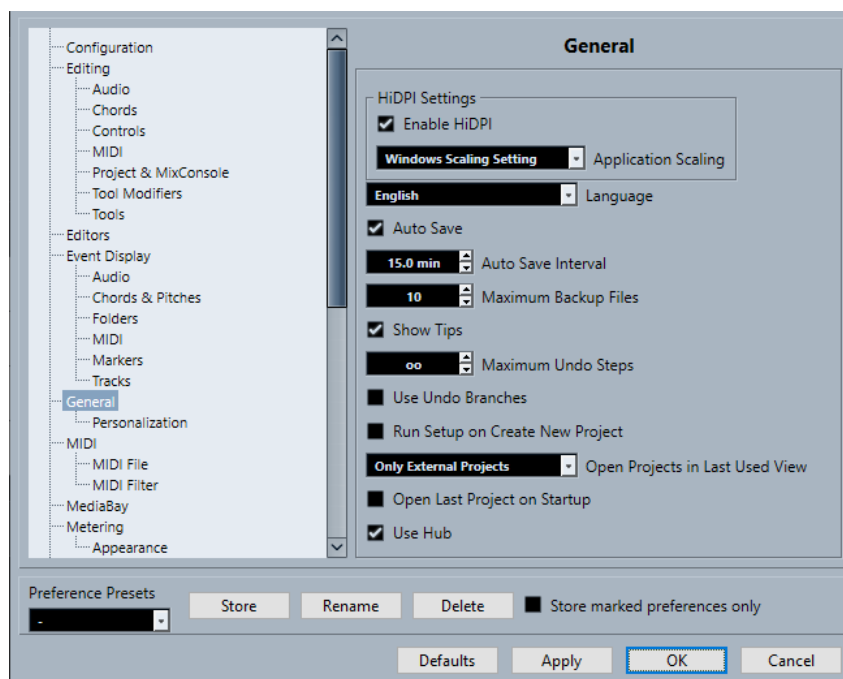 Configuration
Editing
Audio
Chords
Controls
MIDI
Project & MixConsole
Tool Modifiers
Tools
Editors
Event Display
Audio
Chords & Pitches
Folders
MIDI
Markers
Tracks
General
Personalization
MIDI
MIDI File
MIDI Filter
MediaBay
Metering
Appearance
General
HiDPI Settings
Enable HiDPI
Windows Scaling Setting Application Scaling
English Language
Auto Save
15.0 min Auto Save Interval
10 Maximum Backup Files
Show Tips
oo Maximum Undo Steps
Use Undo Branches
Run Setup on Create New Project
Only External Projects Open Projects in Last Used View
Open Last Project on Startup
Use Hub
Preference Presets
-
Store Rename Delete Store marked preferences only
Defaults Apply OK Cancel